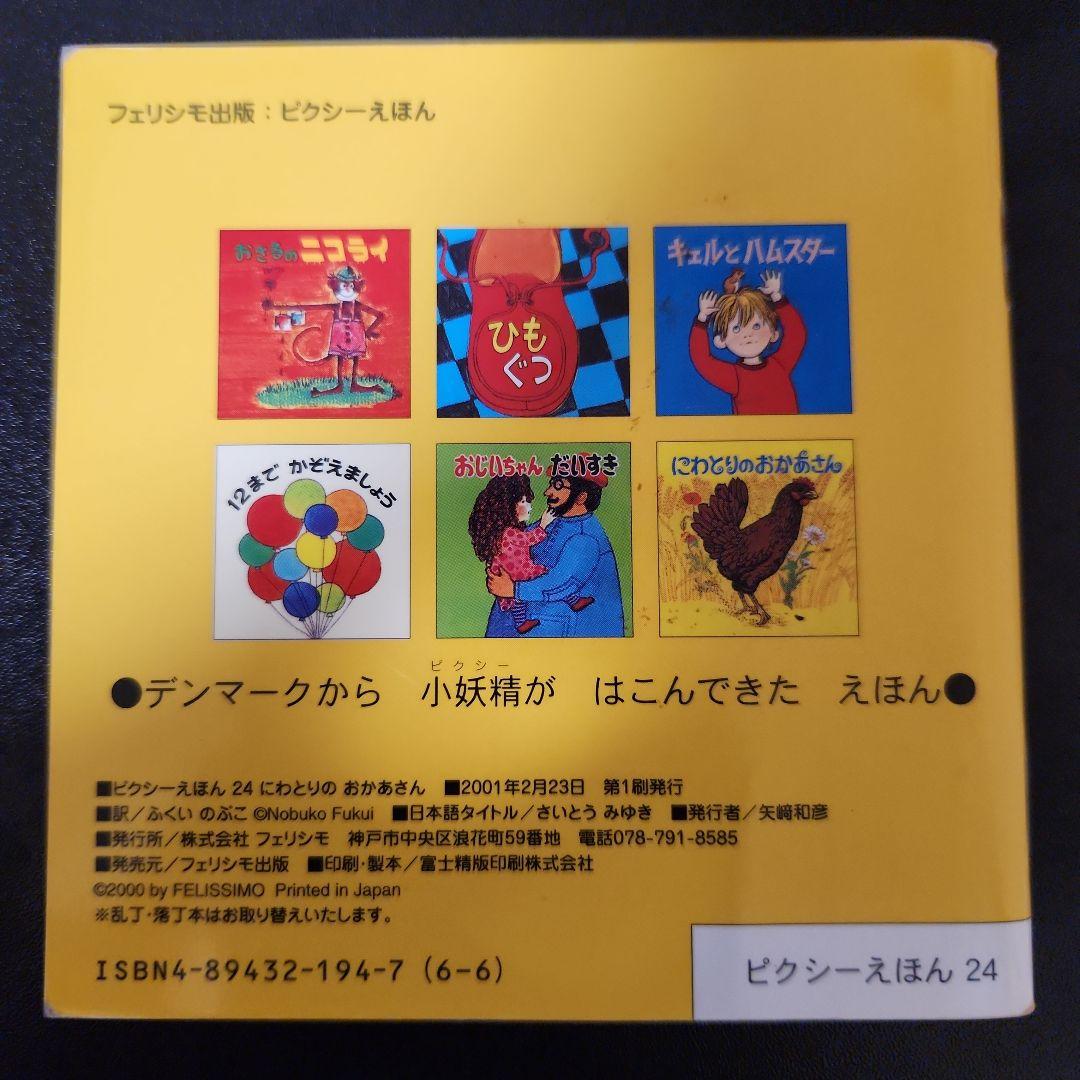 フェリシモ出版：ピクシーえほん
おさるの ニコライ
ひも
ぐつ
キェルとハムスター
12まで かぞえましょう
おじいちゃん だいすき
にわとりのおかあさん
ピクシー
●デンマークから 小妖精が はこんできた えほん●
■ピクシーえほん 24 にわとりの おかあさん ■2001年2月23日 第1刷発行
■訳／ふくい のぶこ ©Nobuko Fukui ■日本語タイトル／さいとう みゆき ■発行者／矢﨑和彦
■発行所／株式会社 フェリシモ 神戸市中央区浪花町59番地 電話078-791-8585
■発売元／フェリシモ出版 ■印刷・製本／富士精版印刷株式会社
©2000 by FELISSIMO Printed in Japan
※乱丁・落丁本はお取り替えいたします。
ISBN4-89432-194-7 (6-6)
ピクシーえほん 24